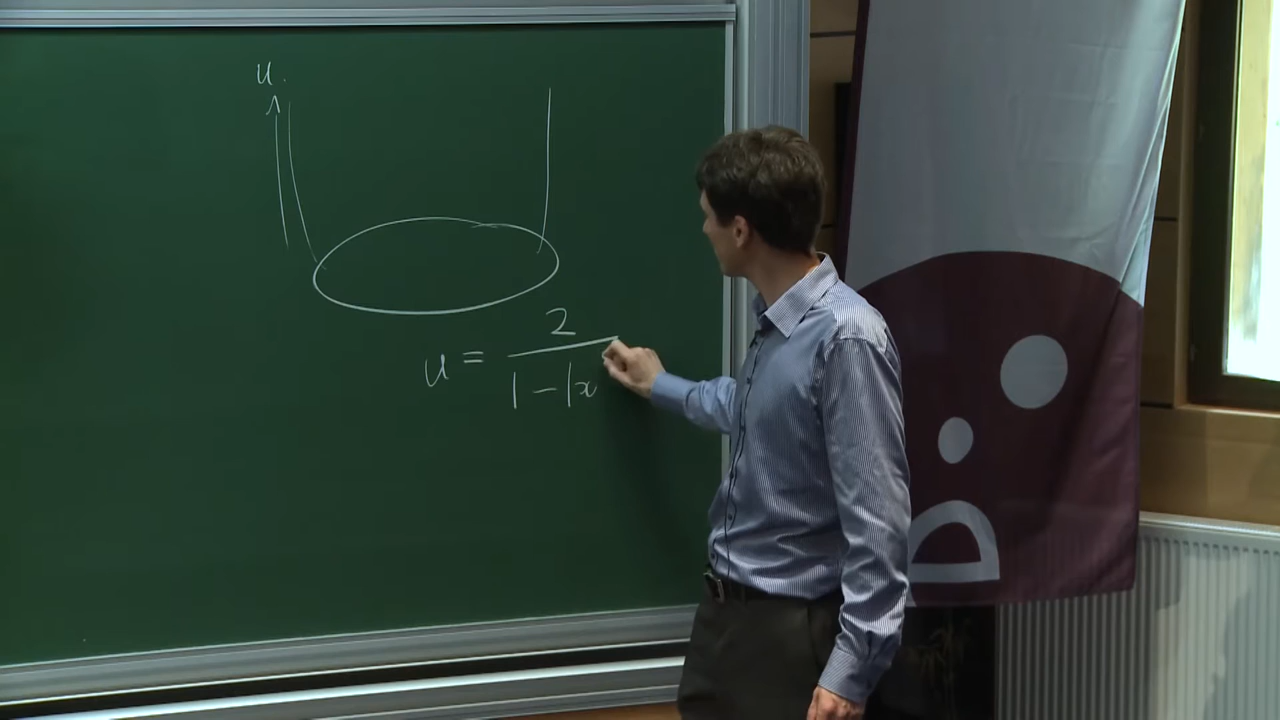 u.
u = 2 / 1 - |x